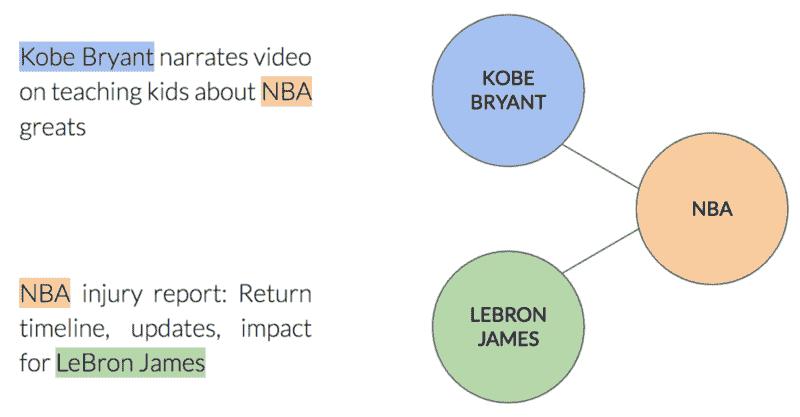 Kobe Bryant narrates video
on teaching kids about NBA
greats
KOBE
BRYANT
NBA
NBA injury report: Return
timeline, updates, impact
for LeBron James
LEBRON
JAMES